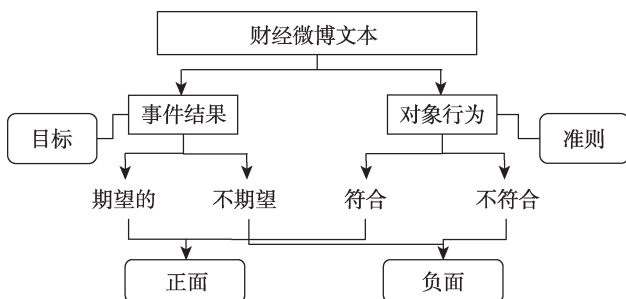 财经微博文本
事件结果
对象行为
目标
准则
期望的
不期望
符合
不符合
正面
负面